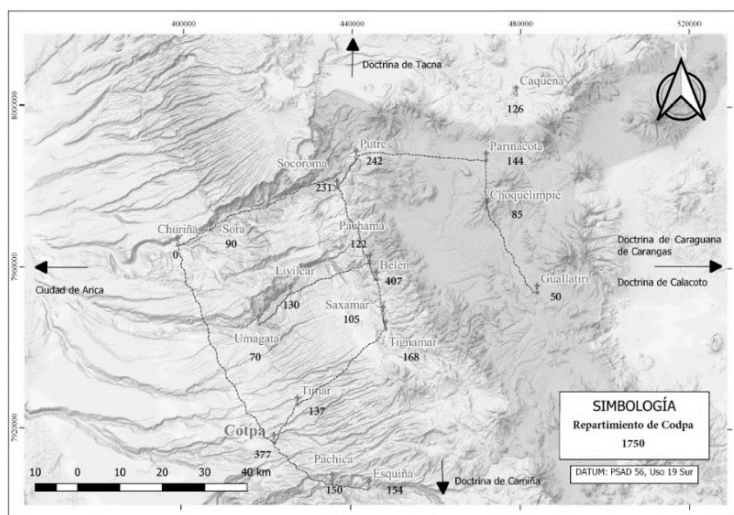 400000
440000
480000
520000
N
Doctrina de Tacna
Caquena
126
8000000
Putre
242
Parinacota
144
Socoroma
231
Choquelimpie
85
Churiña
0
Sora
90
Pachama
122
Doctrina de Caraguana
de Carangas
Doctrina de Calacoto
7960000
Ciudad de Arica
Belén
407
Livilcar
130
Guallatiri
50
Saxamar
105
Umagata
70
Tignamar
168
Timar
137
7920000
Cotpa
377
SIMBOLOGÍA
Repartimiento de Codpa
1750
DATUM: PSAD 56, Uso 19 Sur
Pachica
150
Esquiña
154
Doctrina de Camiña
10 0 10 20 30 40 km